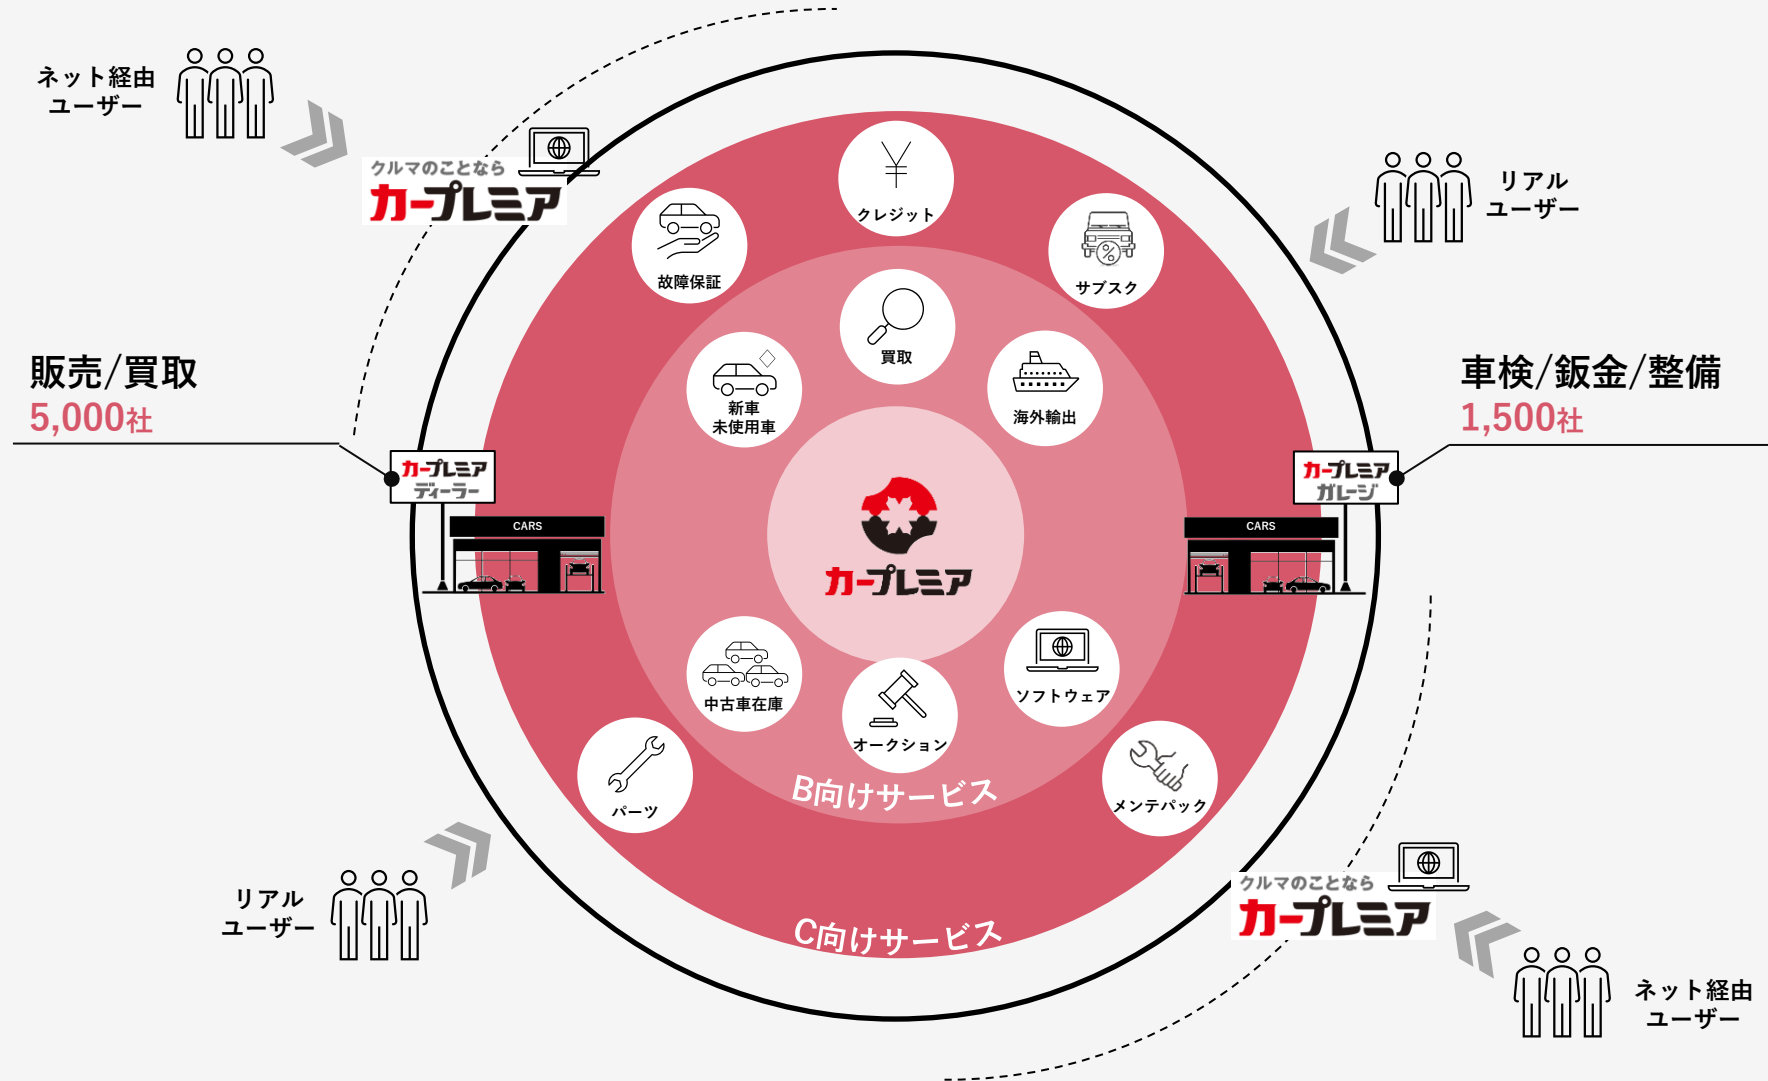 ネット経由
ユーザー
クルマのことなら
カープレミア
リアル
ユーザー
クレジット
故障保証
サブスク
買取
新車
未使用車
海外輸出
販売/買取
5,000社
車検/鈑金/整備
1,500社
カープレミア
ディーラー
CARS
カープレミア
ガレージ
CARS
カープレミア
中古車在庫
オークション
ソフトウェア
B向けサービス
パーツ
メンテパック
C向けサービス
リアル
ユーザー
クルマのことなら
カープレミア
ネット経由
ユーザー